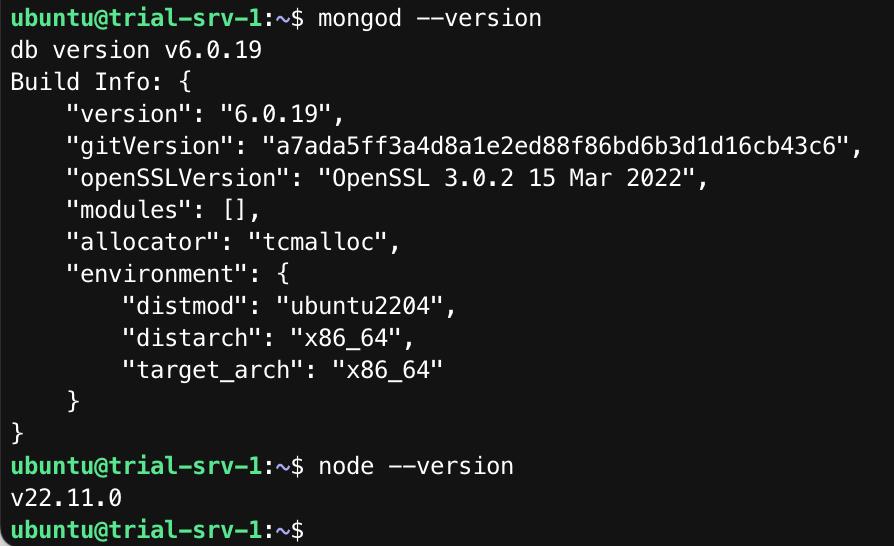 ubuntu@trial-srv-1:~$ mongod --version
db version v6.0.19
Build Info: {
    "version": "6.0.19",
    "gitVersion": "a7ada5ff3a4d8a1e2ed88f86bd6b3d1d16cb43c6",
    "openSSLVersion": "OpenSSL 3.0.2 15 Mar 2022",
    "modules": [],
    "allocator": "tcmalloc",
    "environment": {
        "distmod": "ubuntu2204",
        "distarch": "x86_64",
        "target_arch": "x86_64"
    }
}
ubuntu@trial-srv-1:~$ node --version
v22.11.0
ubuntu@trial-srv-1:~$